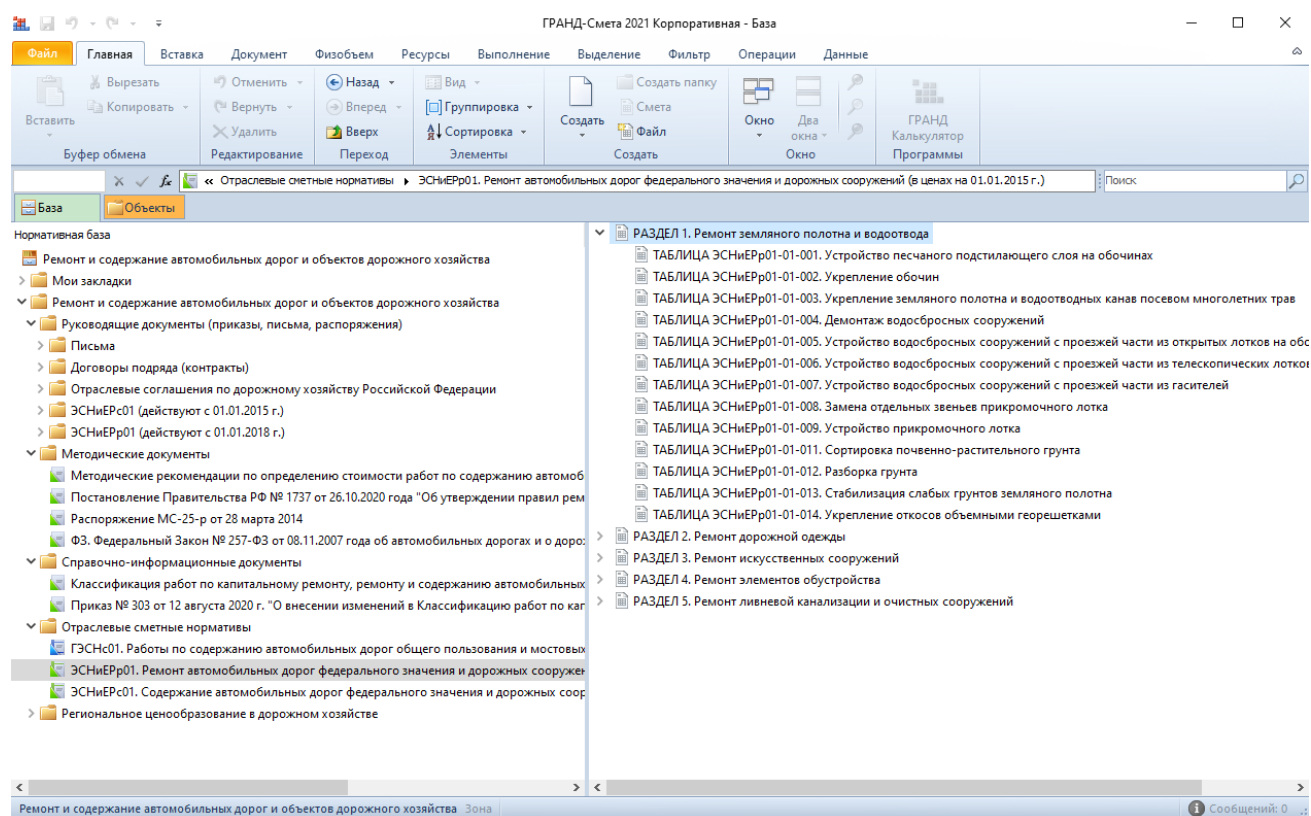 ГРАНД-Смета 2021 Корпоративная - База
Файл Главная Вставка Документ Физобъем Ресурсы Выполнение Выделение Фильтр Операции Данные
Вставить
Вырезать
Копировать
Буфер обмена
Отменить
Вернуть
Удалить
Редактирование
Назад
Вперед
Вверх
Переход
Вид
Группировка
Сортировка
Элементы
Создать
Создать папку
Смета
Файл
Создать
Окно
Два окна
Окно
ГРАНД Калькулятор
Программы
« Отраслевые сметные нормативы ▸ ЭСНиЕРр01. Ремонт автомобильных дорог федерального значения и дорожных сооружений (в ценах на 01.01.2015 г.)
Поиск
База Объекты
Нормативная база
Ремонт и содержание автомобильных дорог и объектов дорожного хозяйства
Мои закладки
Ремонт и содержание автомобильных дорог и объектов дорожного хозяйства
Руководящие документы (приказы, письма, распоряжения)
Письма
Договоры подряда (контракты)
Отраслевые соглашения по дорожному хозяйству Российской Федерации
ЭСНиЕРс01 (действуют с 01.01.2015 г.)
ЭСНиЕРр01 (действуют с 01.01.2018 г.)
Методические документы
Методические рекомендации по определению стоимости работ по содержанию автомоб
Постановление Правительства РФ № 1737 от 26.10.2020 года "Об утверждении правил рем
Распоряжение МС-25-р от 28 марта 2014
ФЗ. Федеральный Закон № 257-ФЗ от 08.11.2007 года об автомобильных дорогах и о доро
Справочно-информационные документы
Классификация работ по капитальному ремонту, ремонту и содержанию автомобильных
Приказ № 303 от 12 августа 2020 г. "О внесении изменений в Классификацию работ по кап
Отраслевые сметные нормативы
ГЭСНс01. Работы по содержанию автомобильных дорог общего пользования и мостовых
ЭСНиЕРр01. Ремонт автомобильных дорог федерального значения и дорожных сооружен
ЭСНиЕРс01. Содержание автомобильных дорог федерального значения и дорожных соор
Региональное ценообразование в дорожном хозяйстве
РАЗДЕЛ 1. Ремонт земляного полотна и водоотвода
ТАБЛИЦА ЭСНиЕРр01-01-001. Устройство песчаного подстилающего слоя на обочинах
ТАБЛИЦА ЭСНиЕРр01-01-002. Укрепление обочин
ТАБЛИЦА ЭСНиЕРр01-01-003. Укрепление земляного полотна и водоотводных канав посевом многолетних трав
ТАБЛИЦА ЭСНиЕРр01-01-004. Демонтаж водосбросных сооружений
ТАБЛИЦА ЭСНиЕРр01-01-005. Устройство водосбросных сооружений с проезжей части из открытых лотков на обо
ТАБЛИЦА ЭСНиЕРр01-01-006. Устройство водосбросных сооружений с проезжей части из телескопических лотков
ТАБЛИЦА ЭСНиЕРр01-01-007. Устройство водосбросных сооружений с проезжей части из гасителей
ТАБЛИЦА ЭСНиЕРр01-01-008. Замена отдельных звеньев прикромочного лотка
ТАБЛИЦА ЭСНиЕРр01-01-009. Устройство прикромочного лотка
ТАБЛИЦА ЭСНиЕРр01-01-011. Сортировка почвенно-растительного грунта
ТАБЛИЦА ЭСНиЕРр01-01-012. Разборка грунта
ТАБЛИЦА ЭСНиЕРр01-01-013. Стабилизация слабых грунтов земляного полотна
ТАБЛИЦА ЭСНиЕРр01-01-014. Укрепление откосов объемными георешетками
РАЗДЕЛ 2. Ремонт дорожной одежды
РАЗДЕЛ 3. Ремонт искусственных сооружений
РАЗДЕЛ 4. Ремонт элементов обустройства
РАЗДЕЛ 5. Ремонт ливневой канализации и очистных сооружений
Ремонт и содержание автомобильных дорог и объектов дорожного хозяйства Зона
Сообщений: 0